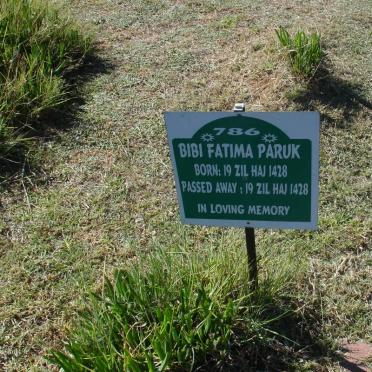 786
BIBI FATIMA PARUK
BORN: 19 ZIL HAJ 1428
PASSED AWAY : 19 ZIL HAJ 1428
IN LOVING MEMORY